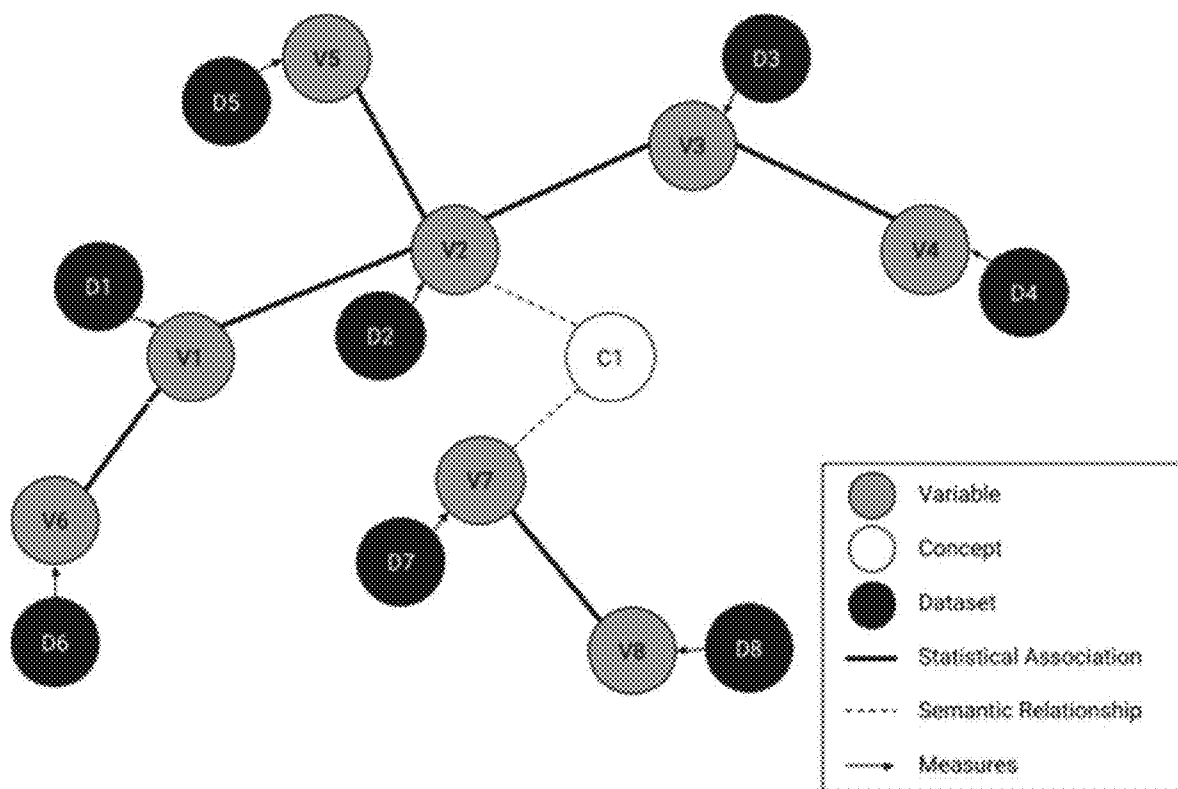 V5
D3
D5
V3
V2
V4
D1
D4
D2
V1
C1
V7
V6
D7
D6
V8
D8
Variable
Concept
Dataset
Statistical Association
Semantic Relationship
Measures